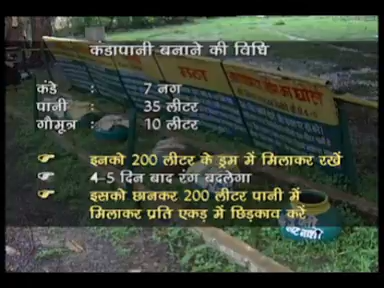 कंडापानी बनाने की विधि
कंडे : 7 नग
पानी : 35 लीटर
गौमूत्र : 10 लीटर
इनको 200 लीटर के ड्रम में मिलाकर रखें
4-5 दिन बाद रंग बदलेगा
इसको छानकर 200 लीटर पानी में
मिलाकर प्रति एकड़ में छिड़काव करें